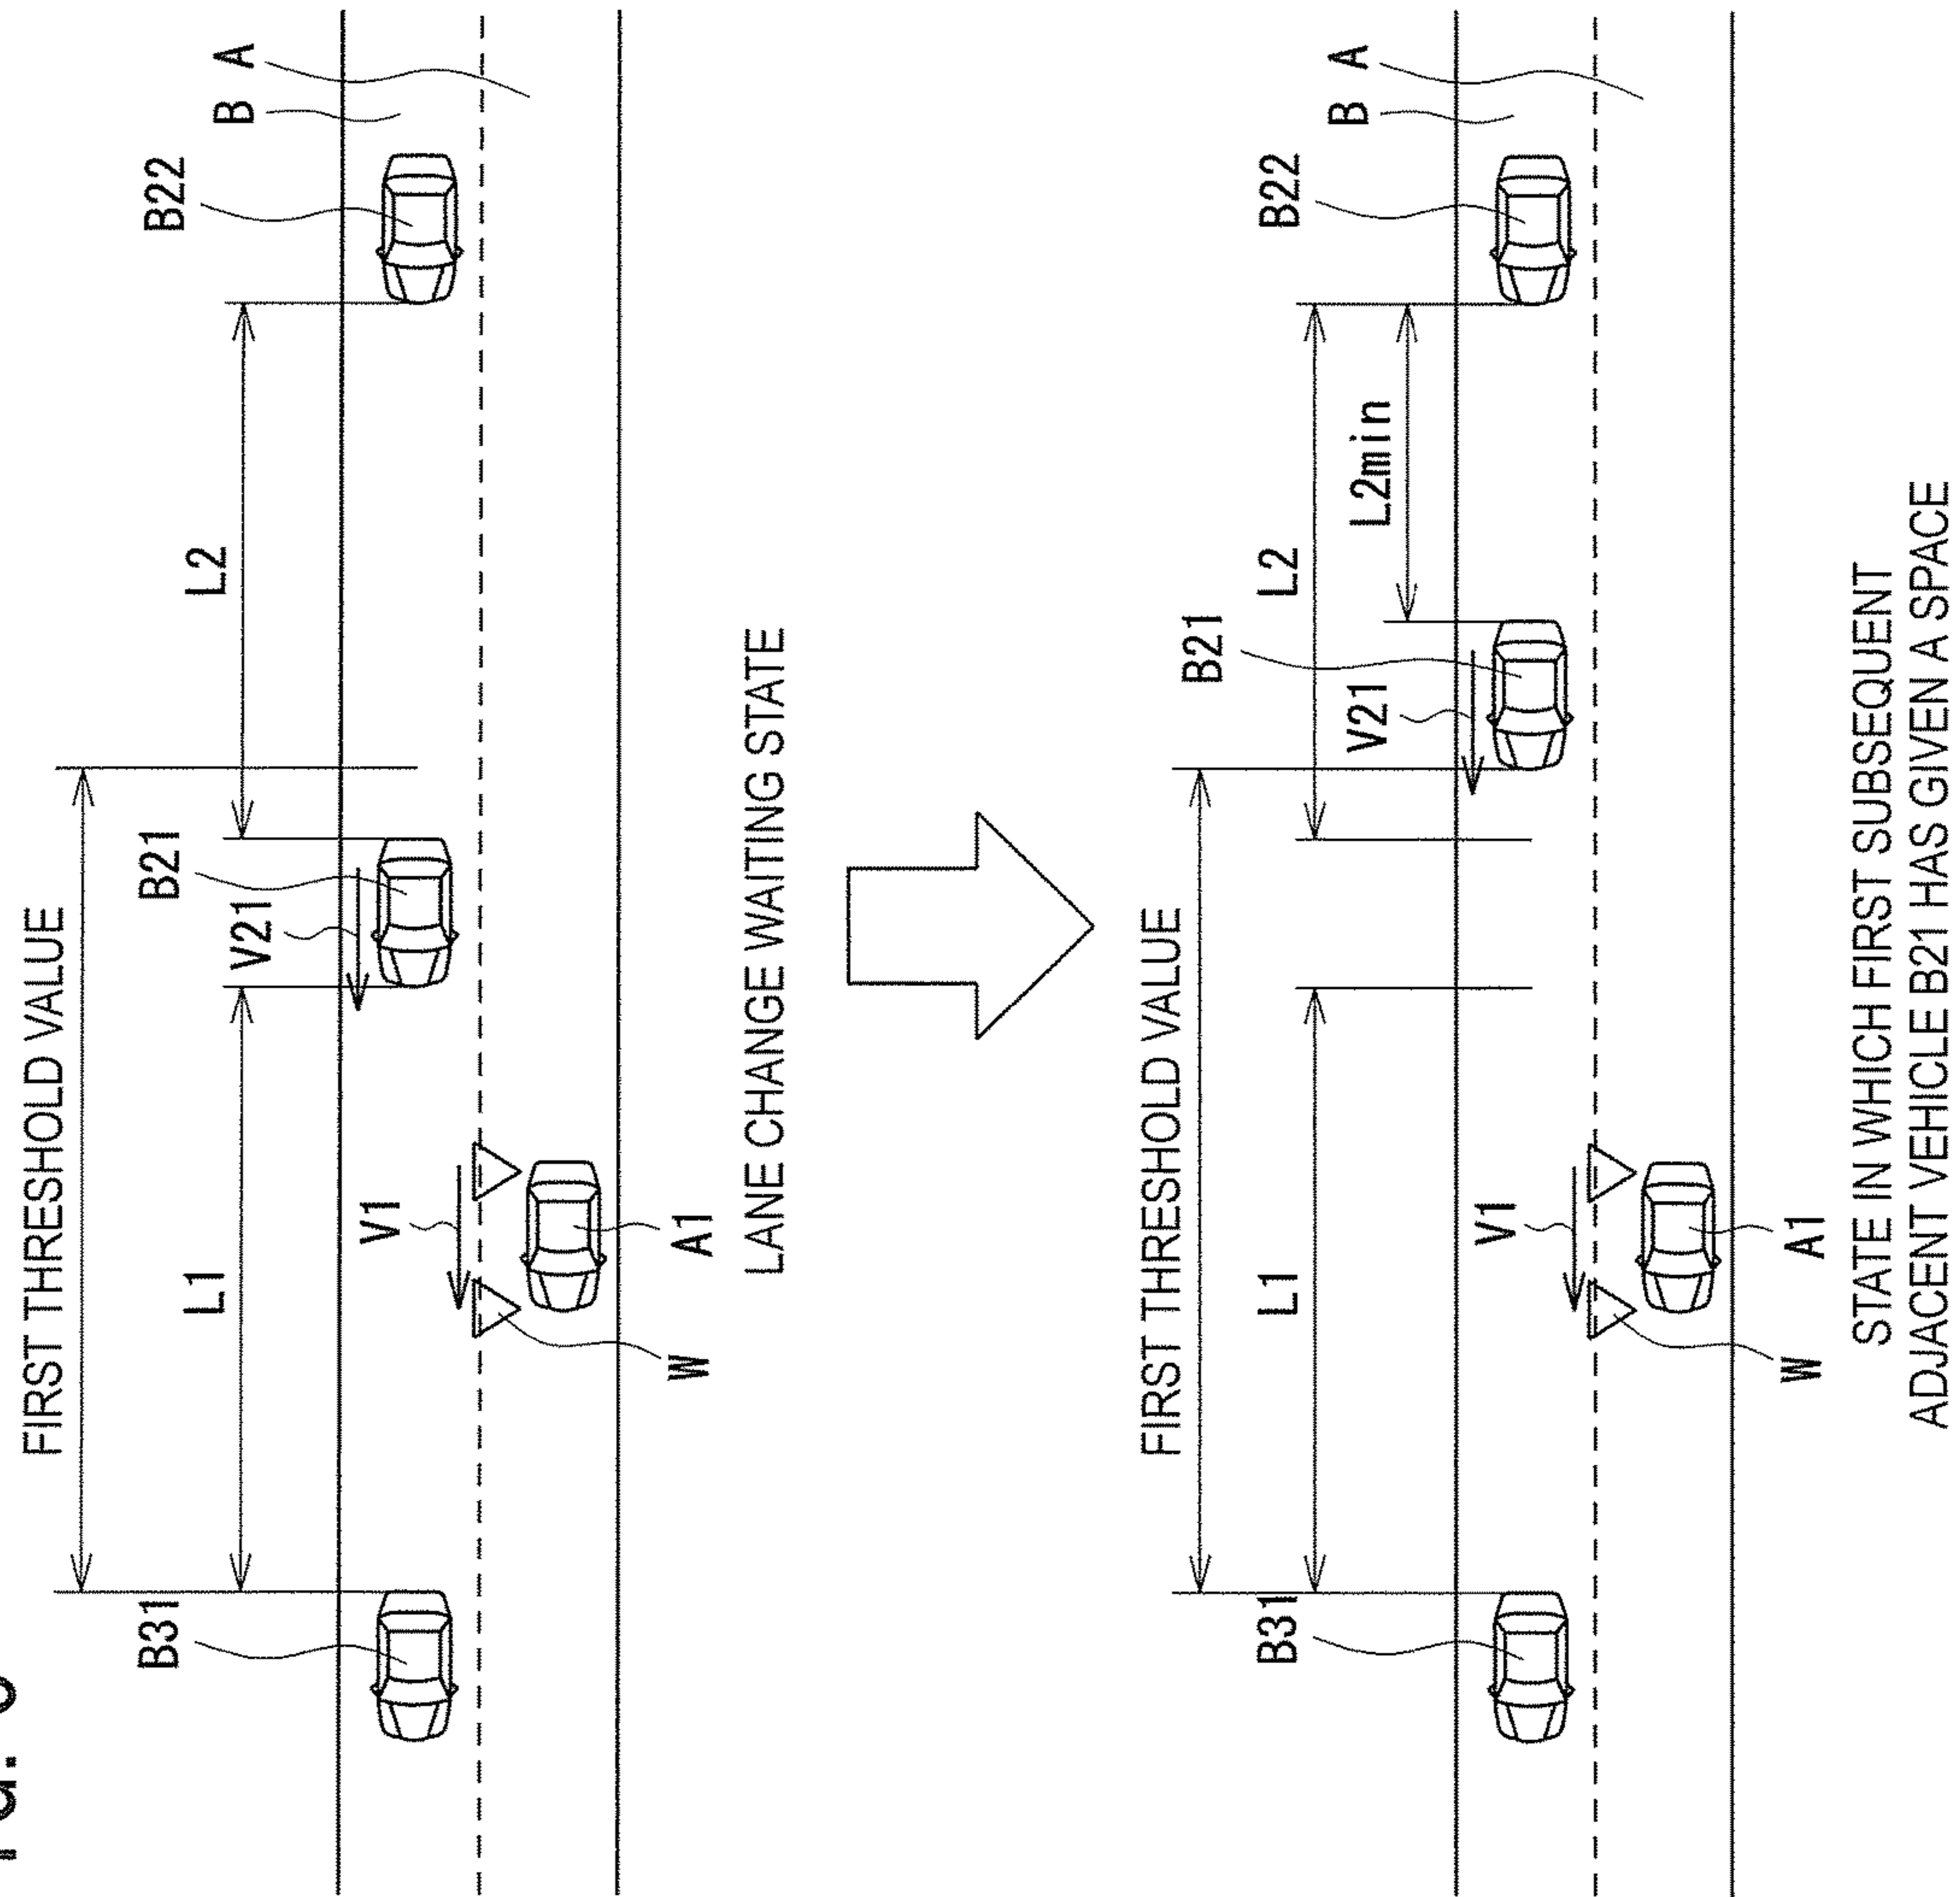 FIRST THRESHOLD VALUE
B31
B21
B22
L1
L2
V21
B
A
V1
W
A1
LANE CHANGE WAITING STATE
FIRST THRESHOLD VALUE
B21
B31
L1
L2
B22
V21
L2min
B
A
V1
W
A1
STATE IN WHICH FIRST SUBSEQUENT
ADJACENT VEHICLE B21 HAS GIVEN A SPACE